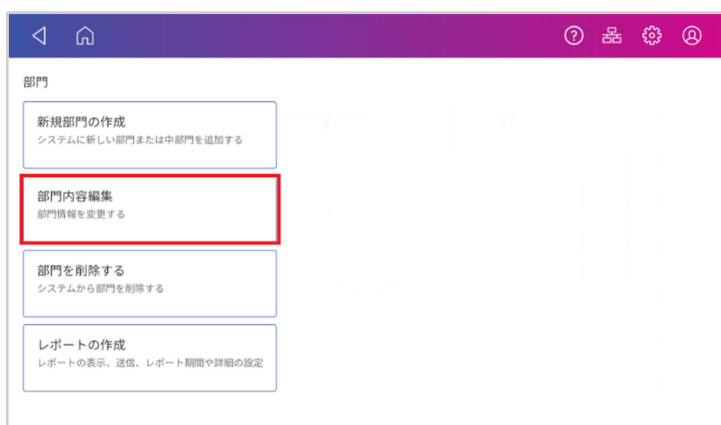 部門
新規部門の作成
システムに新しい部門または中部門を追加する
部門内容編集
部門情報を変更する
部門を削除する
システムから部門を削除する
レポートの作成
レポートの表示、送信、レポート期間や詳細の設定